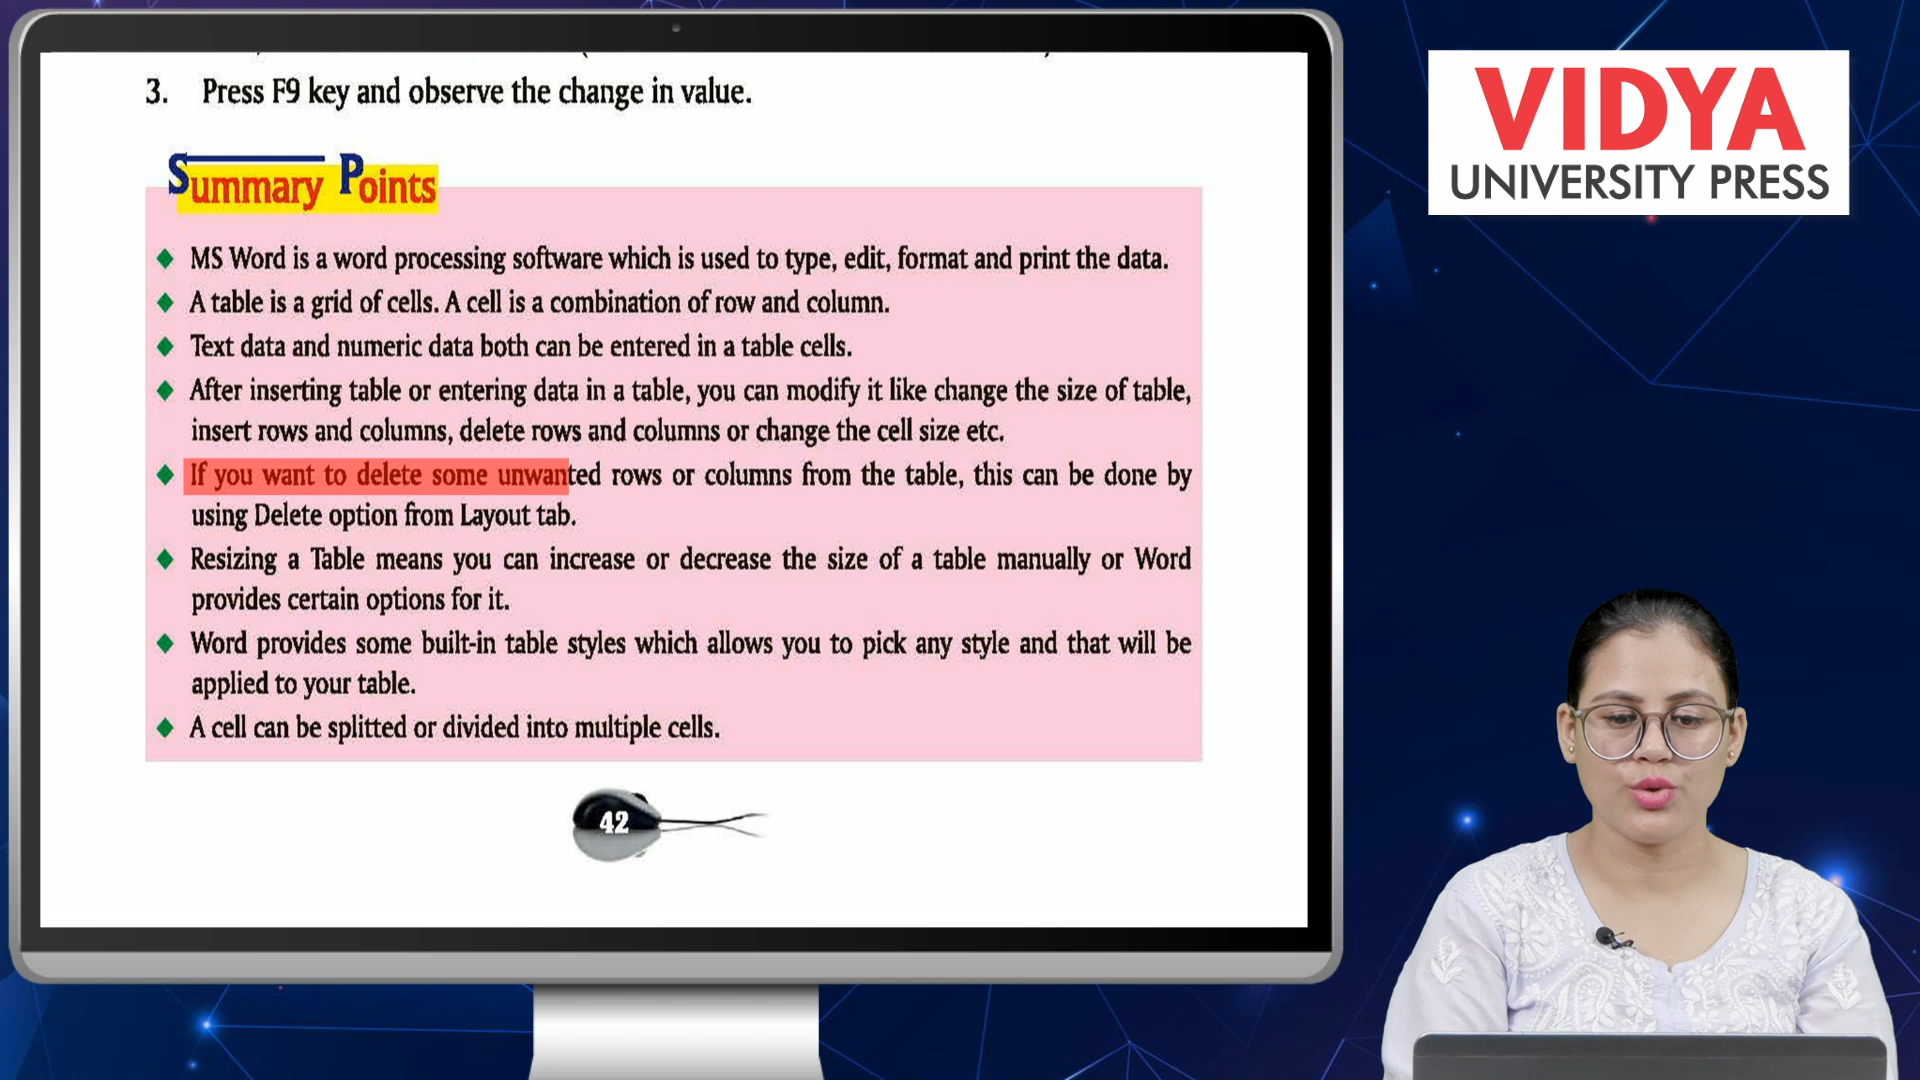 3. Press F9 key and observe the change in value.
Summary Points
MS Word is a word processing software which is used to type, edit, format and print the data.
A table is a grid of cells. A cell is a combination of row and column.
Text data and numeric data both can be entered in a table cells.
After inserting table or entering data in a table, you can modify it like change the size of table,
insert rows and columns, delete rows and columns or change the cell size etc.
If you want to delete some unwanted rows or columns from the table, this can be done by
using Delete option from Layout tab.
Resizing a Table means you can increase or decrease the size of a table manually or Word
provides certain options for it.
Word provides some built-in table styles which allows you to pick any style and that will be
applied to your table.
A cell can be splitted or divided into multiple cells.
42
VIDYA
UNIVERSITY PRESS